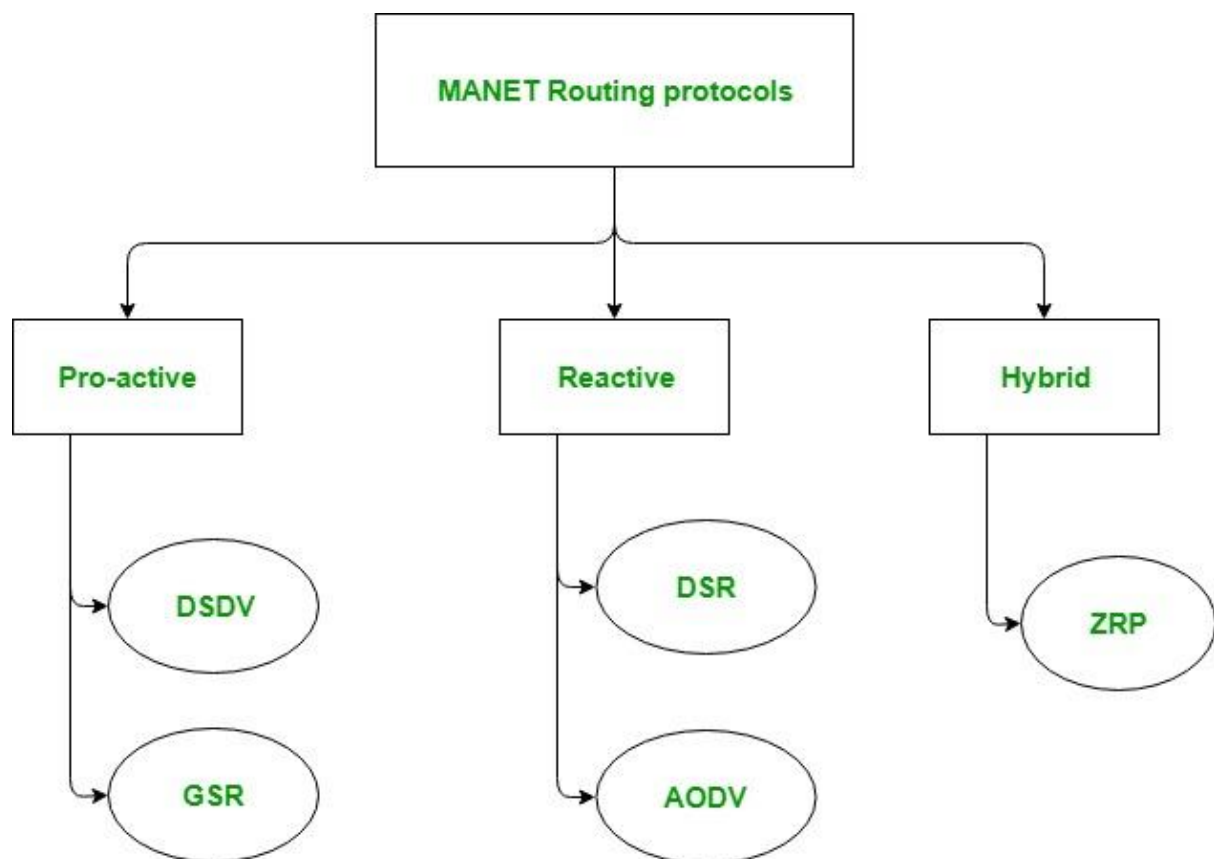 MANET Routing protocols
Pro-active
Reactive
Hybrid
DSDV
DSR
ZRP
GSR
AODV